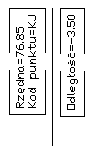 Rzędna=76.85
Kod punktu=KJ
Odległość=-3.50